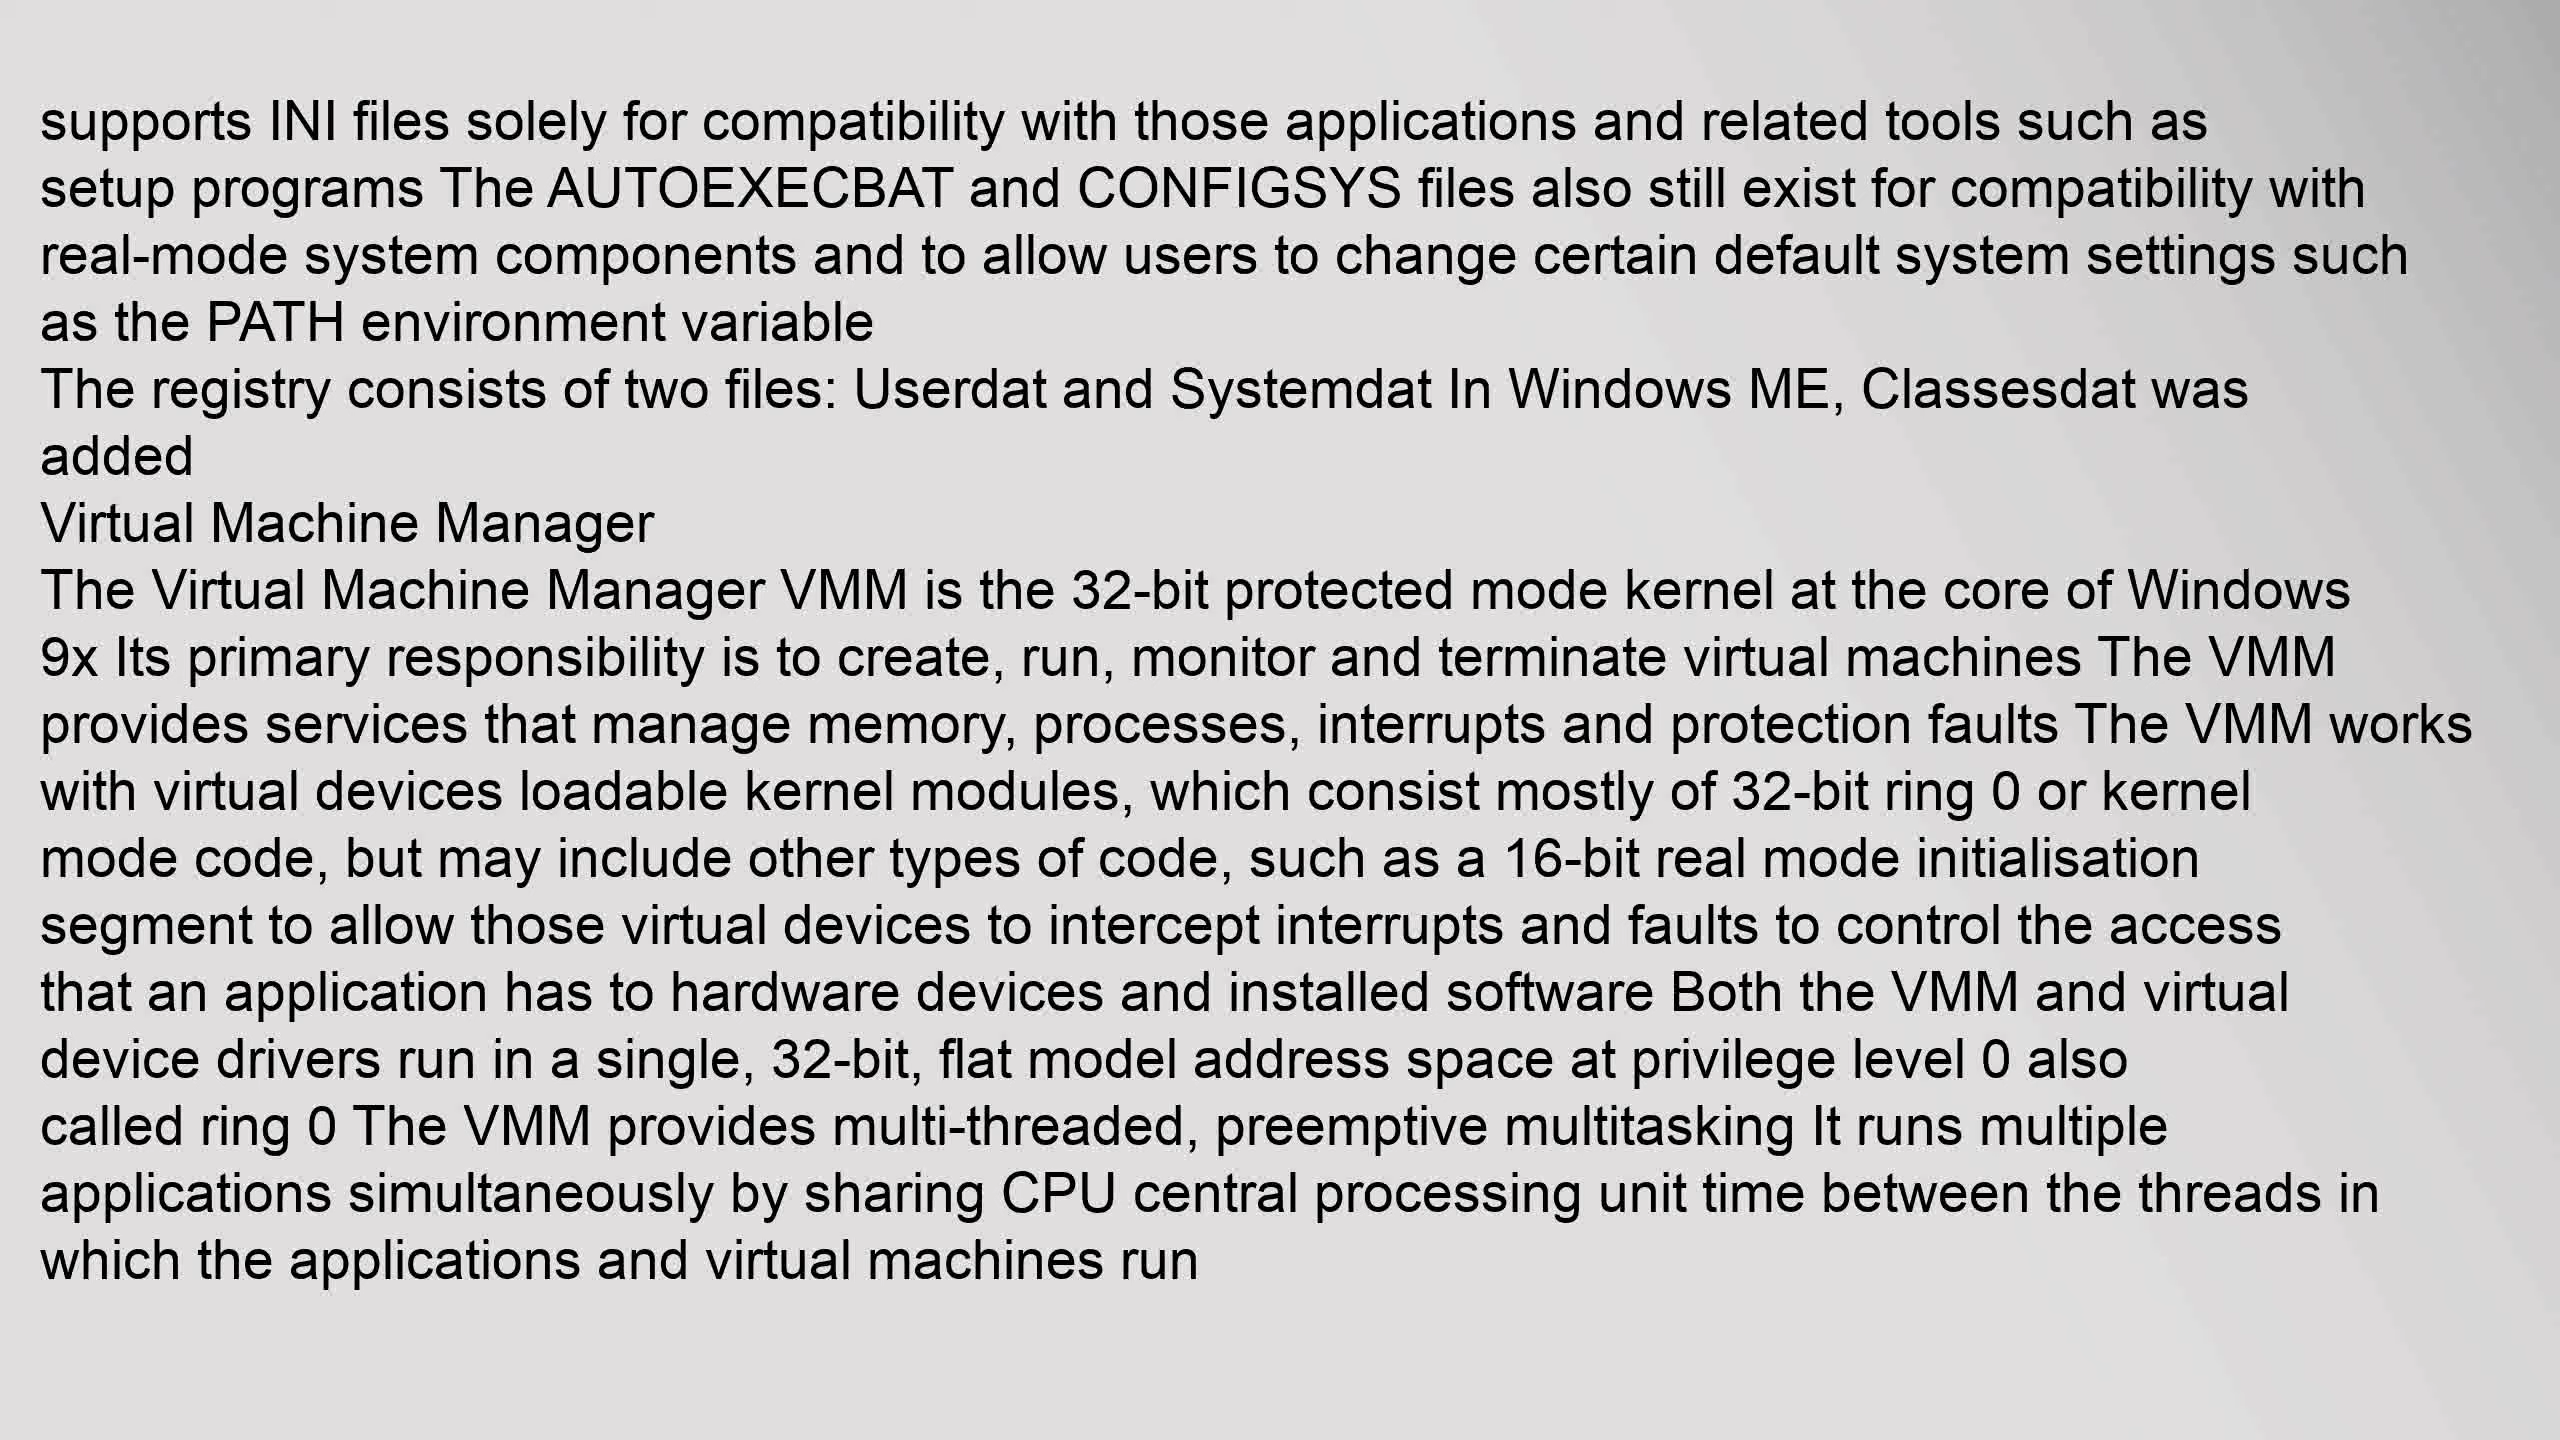 supports INI files solely for compatibility with those applications and related tools such as
setup programs The AUTOEXECBAT and CONFIGSYS files also still exist for compatibility with
real-mode system components and to allow users to change certain default system settings such
as the PATH environment variable
The registry consists of two files: Userdat and Systemdat In Windows ME, Classesdat was
added
Virtual Machine Manager
The Virtual Machine Manager VMM is the 32-bit protected mode kernel at the core of Windows
9x Its primary responsibility is to create, run, monitor and terminate virtual machines The VMM
provides services that manage memory, processes, interrupts and protection faults The VMM works
with virtual devices loadable kernel modules, which consist mostly of 32-bit ring 0 or kernel
mode code, but may include other types of code, such as a 16-bit real mode initialisation
segment to allow those virtual devices to intercept interrupts and faults to control the access
that an application has to hardware devices and installed software Both the VMM and virtual
device drivers run in a single, 32-bit, flat model address space at privilege level 0 also
called ring 0 The VMM provides multi-threaded, preemptive multitasking It runs multiple
applications simultaneously by sharing CPU central processing unit time between the threads in
which the applications and virtual machines run